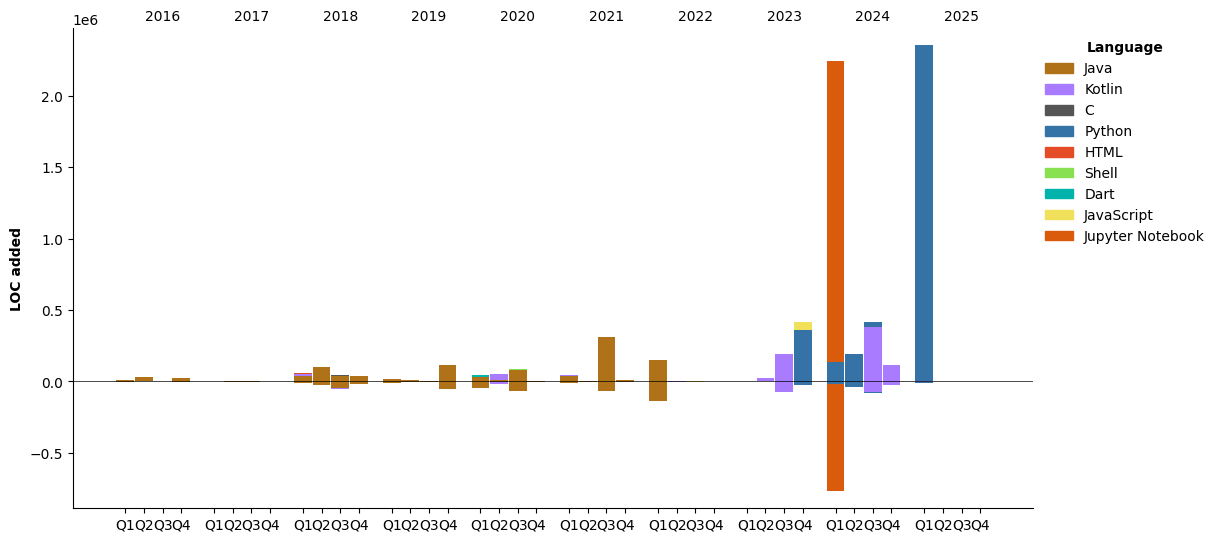 2016 2017 2018 2019 2020 2021 2022 2023 2024 2025
1e6
Language
Java
Kotlin
C
Python
HTML
Shell
Dart
JavaScript
Jupyter Notebook
LOC added
2.0
1.5
1.0
0.5
0.0
−0.5
Q1Q2Q3Q4 Q1Q2Q3Q4 Q1Q2Q3Q4 Q1Q2Q3Q4 Q1Q2Q3Q4 Q1Q2Q3Q4 Q1Q2Q3Q4 Q1Q2Q3Q4 Q1Q2Q3Q4 Q1Q2Q3Q4